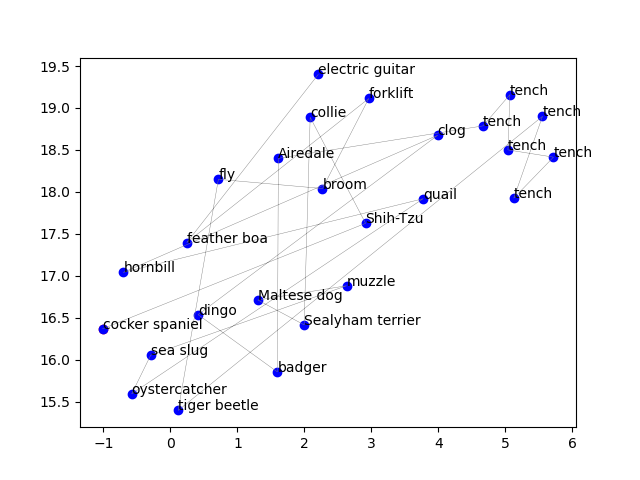 19.5
19.0
18.5
18.0
17.5
17.0
16.5
16.0
15.5
electric guitar
forklift
tench
collie
tench
clog
tench
Airedale
tench
tench
fly
broom
quail
tench
Shih-Tzu
feather boa
hornbill
muzzle
Maltese dog
dingo
Sealyham terrier
cocker spaniel
sea slug
badger
oystercatcher
tiger beetle
−1
0
1
2
3
4
5
6